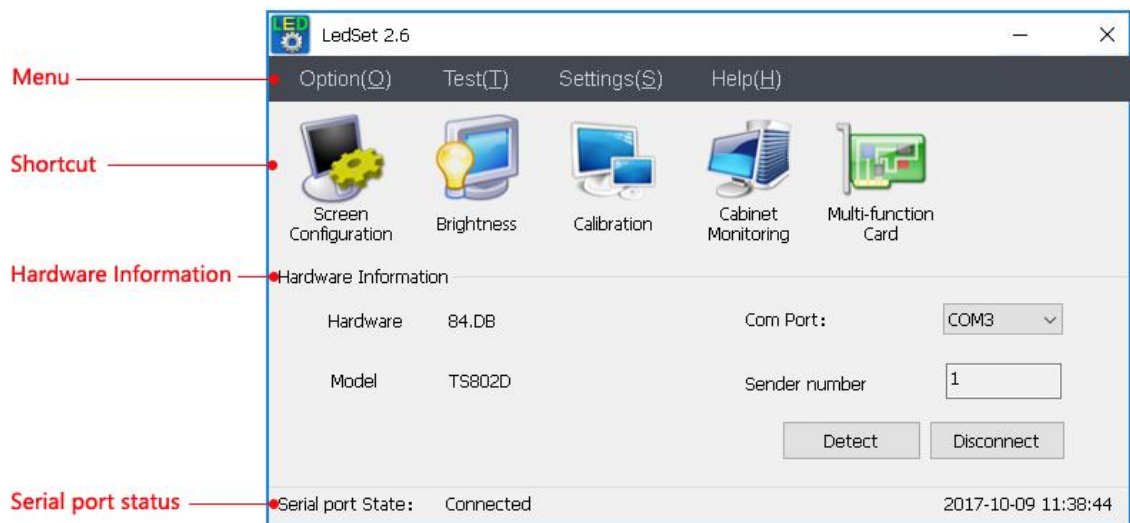 LED
LedSet 2.6
Menu
Option(O) Test(T) Settings(S) Help(H)
Shortcut
Screen
Configuration
Brightness
Calibration
Cabinet
Monitoring
Multi-function
Card
Hardware Information
Hardware Information
Hardware 84.DB Com Port: COM3
Model TS802D Sender number 1
Detect Disconnect
Serial port status
Serial port State: Connected 2017-10-09 11:38:44